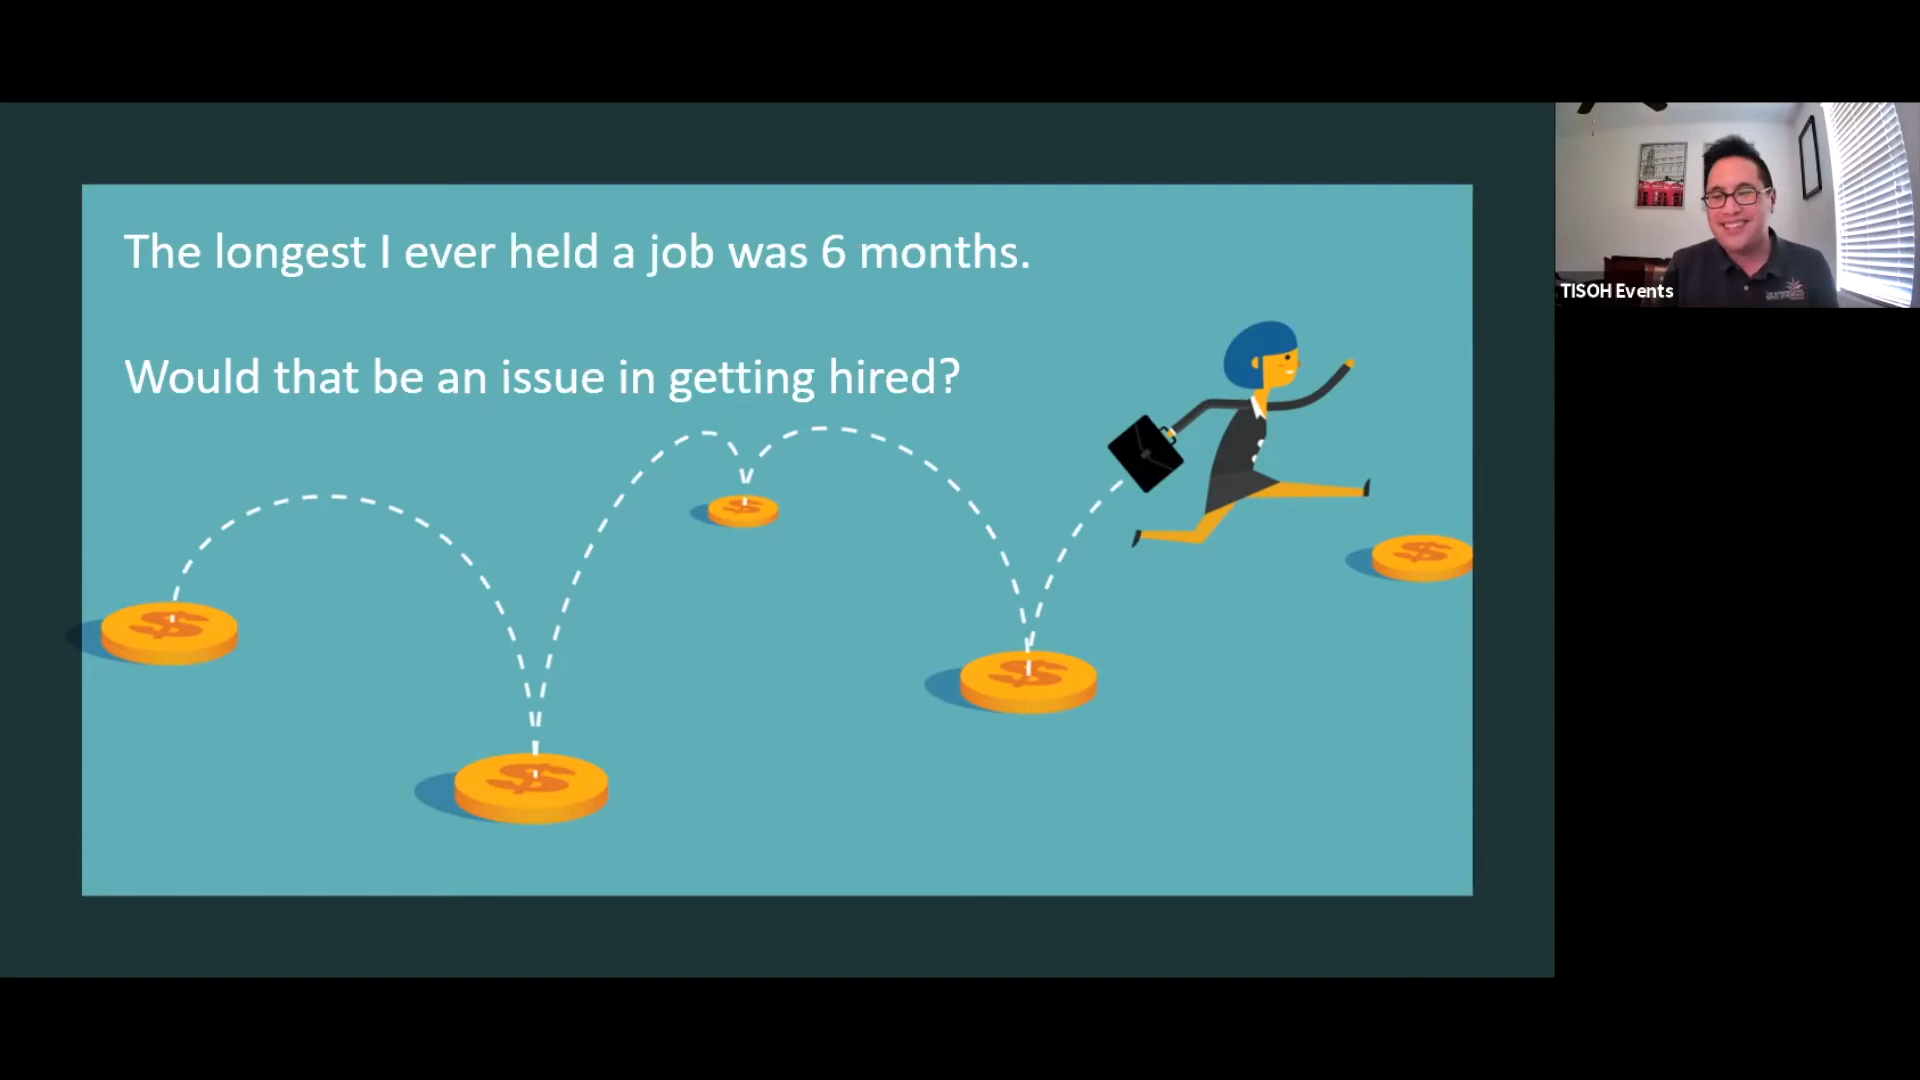 The longest I ever held a job was 6 months.
Would that be an issue in getting hired?
$
$
$
$
$
TISOH Events